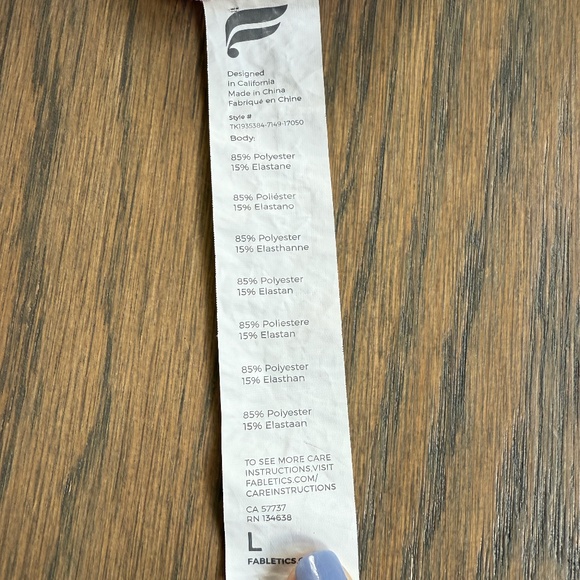 Designed
in California
Made in China
Fabriqué en Chine
Style #
TK1935384-7149-17050
Body:
85% Polyester
15% Elastane
85% Poliéster
15% Elastano
85% Polyester
15% Elasthanne
85% Polyester
15% Elastan
85% Poliestere
15% Elastan
85% Polyester
15% Elasthan
85% Polyester
15% Elastaan
TO SEE MORE CARE
INSTRUCTIONS,VISIT
FABLETICS.COM/
CAREINSTRUCTIONS
CA 57737
RN 134638
L
FABLETICS.